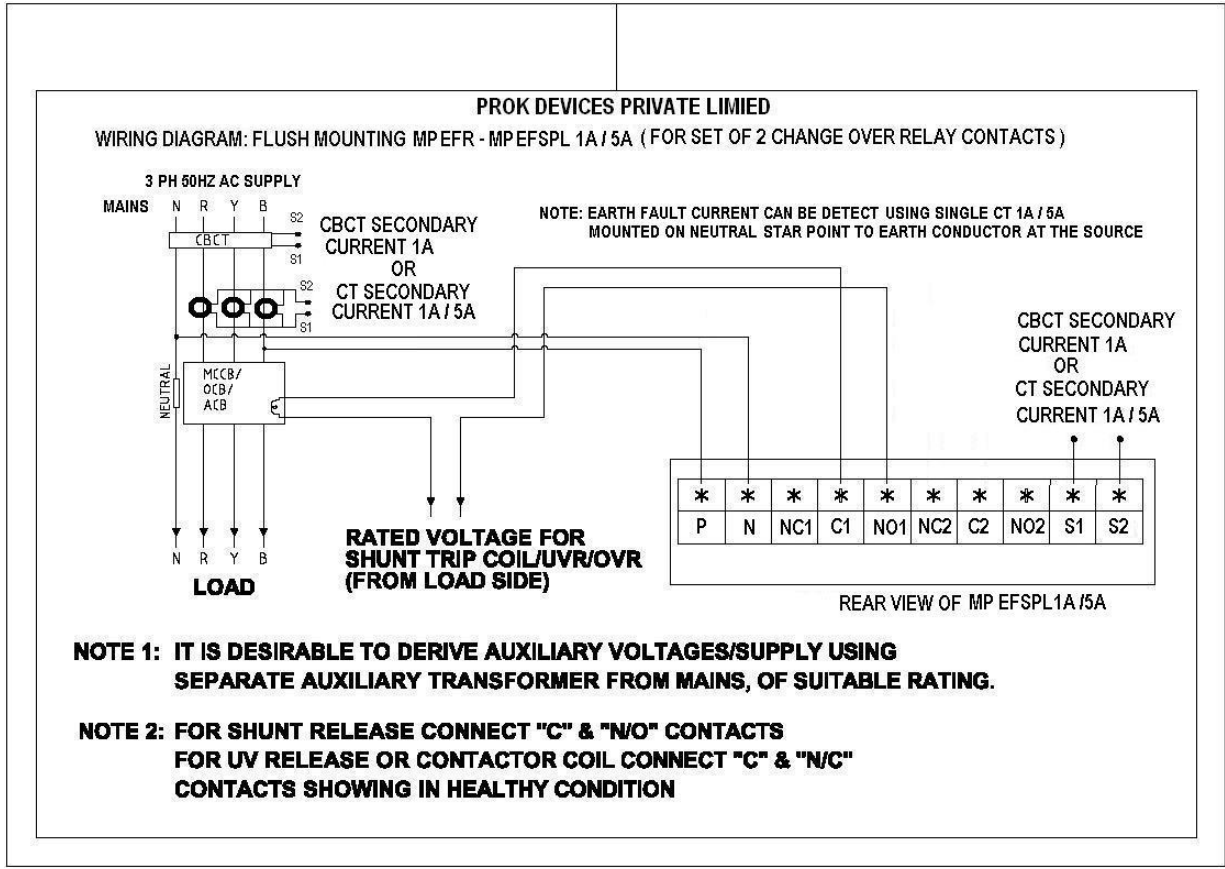 PROK DEVICES PRIVATE LIMIED
WIRING DIAGRAM: FLUSH MOUNTING MPEFR - MPEFSPL 1A / 5A ( FOR SET OF 2 CHANGE OVER RELAY CONTACTS )
3 PH 50HZ AC SUPPLY
MAINS N R Y B
S2
CBCT
S1
CBCT SECONDARY
CURRENT 1A
OR
CT SECONDARY
CURRENT 1A / 5A
S2
S1
NOTE: EARTH FAULT CURRENT CAN BE DETECT USING SINGLE CT 1A / 5A
MOUNTED ON NEUTRAL STAR POINT TO EARTH CONDUCTOR AT THE SOURCE
NEUTRAL
MCCB/
OCB/
ACB
CBCT SECONDARY
CURRENT 1A
OR
CT SECONDARY
CURRENT 1A / 5A
* * * * * * * * * *
P N NC1 C1 NO1 NC2 C2 NO2 S1 S2
REAR VIEW OF MP EFSPL1A /5A
N R Y B
LOAD
RATED VOLTAGE FOR
SHUNT TRIP COIL/UVR/OVR
(FROM LOAD SIDE)
NOTE 1: IT IS DESIRABLE TO DERIVE AUXILIARY VOLTAGES/SUPPLY USING
SEPARATE AUXILIARY TRANSFORMER FROM MAINS, OF SUITABLE RATING.
NOTE 2: FOR SHUNT RELEASE CONNECT "C" & "N/O" CONTACTS
FOR UV RELEASE OR CONTACTOR COIL CONNECT "C" & "N/C"
CONTACTS SHOWING IN HEALTHY CONDITION